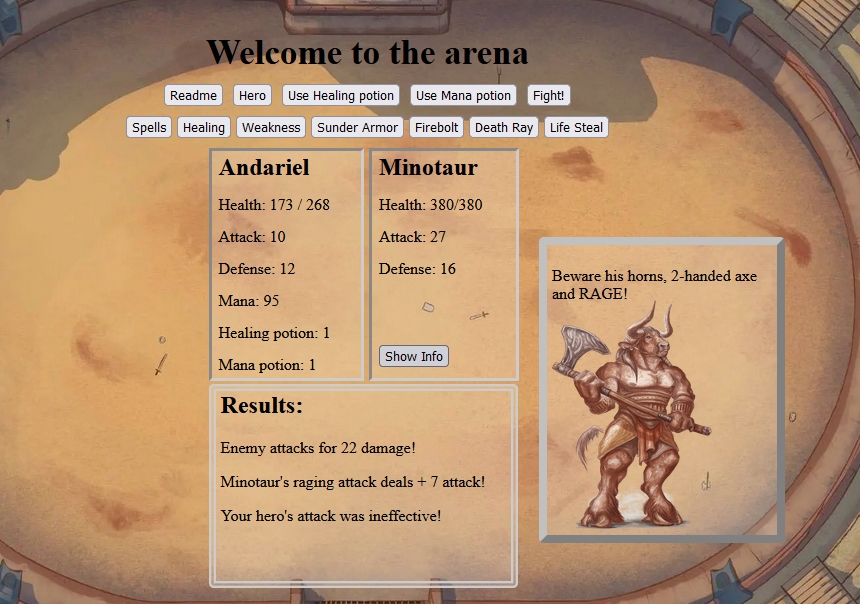 Welcome to the arena
Readme Hero Use Healing potion Use Mana potion Fight!
Spells Healing Weakness Sunder Armor Firebolt Death Ray Life Steal
Andariel
Health: 173 / 268
Attack: 10
Defense: 12
Mana: 95
Healing potion: 1
Mana potion: 1
Minotaur
Health: 380/380
Attack: 27
Defense: 16
Show Info
Beware his horns, 2-handed axe
and RAGE!
Results:
Enemy attacks for 22 damage!
Minotaur's raging attack deals + 7 attack!
Your hero's attack was ineffective!